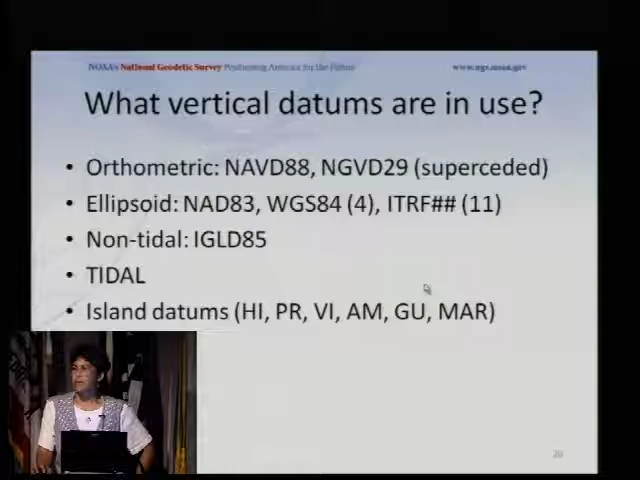 NOAA's National Geodetic Survey Positioning America for the Future www.ngs.noaa.gov
What vertical datums are in use?
• Orthometric: NAVD88, NGVD29 (superceded)
• Ellipsoid: NAD83, WGS84 (4), ITRF## (11)
• Non-tidal: IGLD85
• TIDAL
• Island datums (HI, PR, VI, AM, GU, MAR)
20